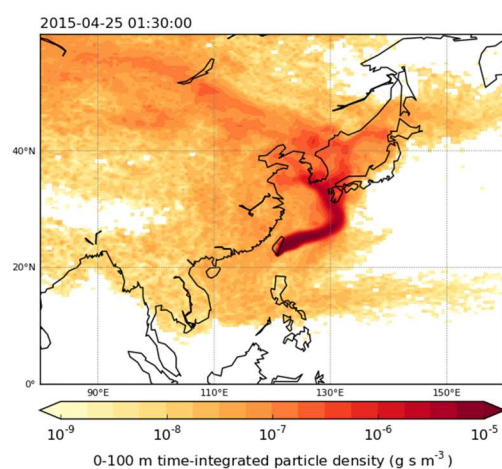 2015-04-25 01:30:00
40°N
20°N
0°
90°E 110°E 130°E 150°E
10⁻⁹ 10⁻⁸ 10⁻⁷ 10⁻⁶ 10⁻⁵
0-100 m time-integrated particle density (g s m⁻³)